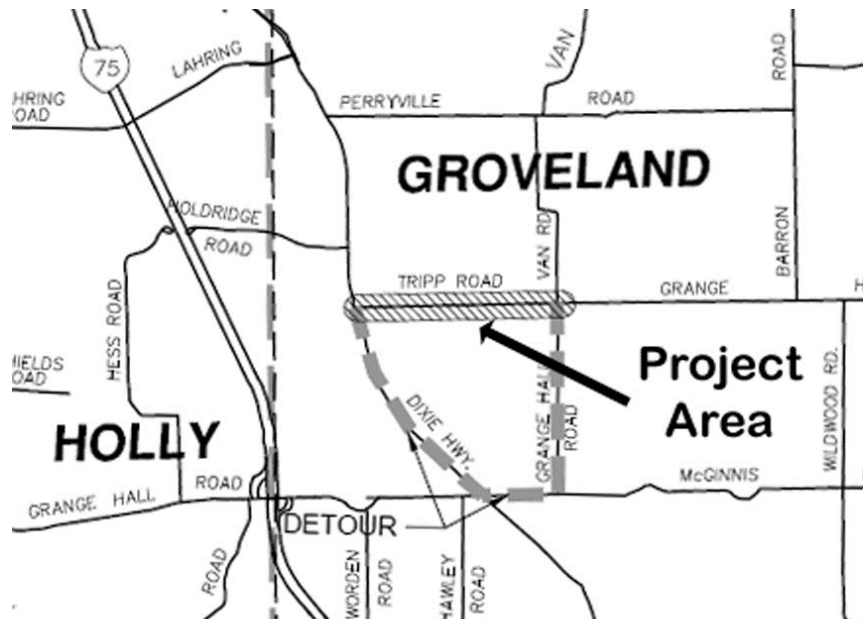 VAN
ROAD
75
LAHRING
HRING
OAD
PERRYVILLE ROAD
GROVELAND
HOLDRIDGE
ROAD
VAN RD.
BARRON
HESS ROAD
TRIPP ROAD
GRANGE
H
HIELDS
OAD
Project
Area
WILDWOOD RD.
DIXIE HWY.
GRANGE HALL
ROAD
HOLLY
McGINNIS
GRANGE HALL ROAD
DETOUR
ROAD
WORDEN
ROAD
HAWLEY
ROAD